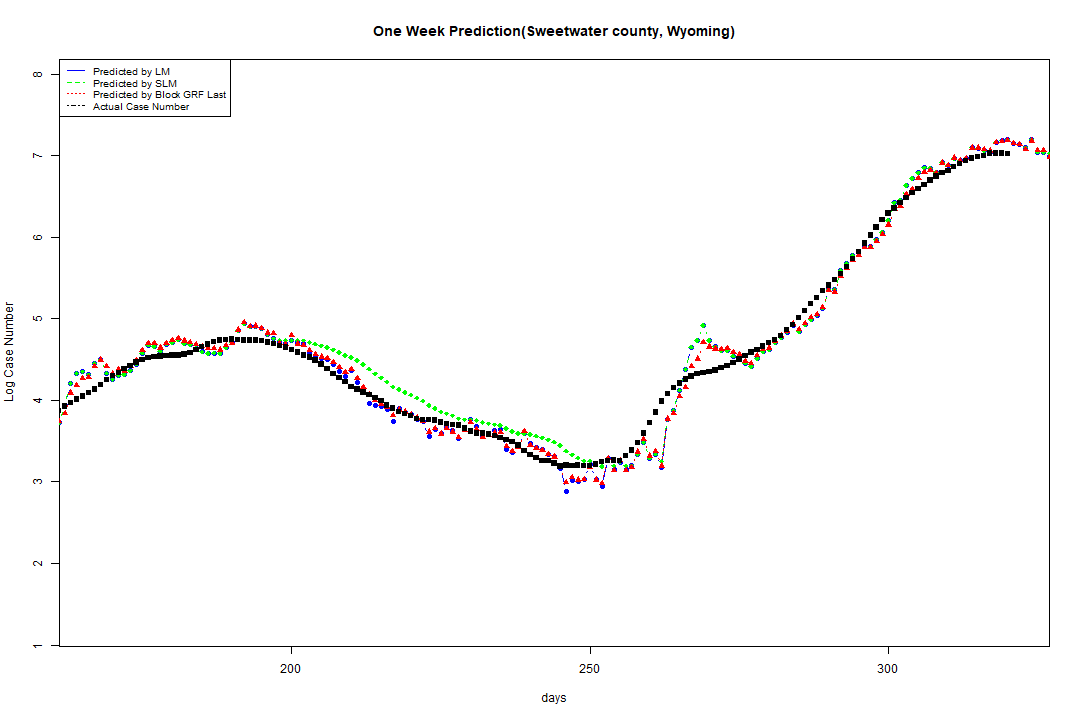 One Week Prediction(Sweetwater county, Wyoming)
Predicted by LM
Predicted by SLM
Predicted by Block GRF Last
Actual Case Number
8
7
6
5
4
3
2
1
Log Case Number
200 250 300
days